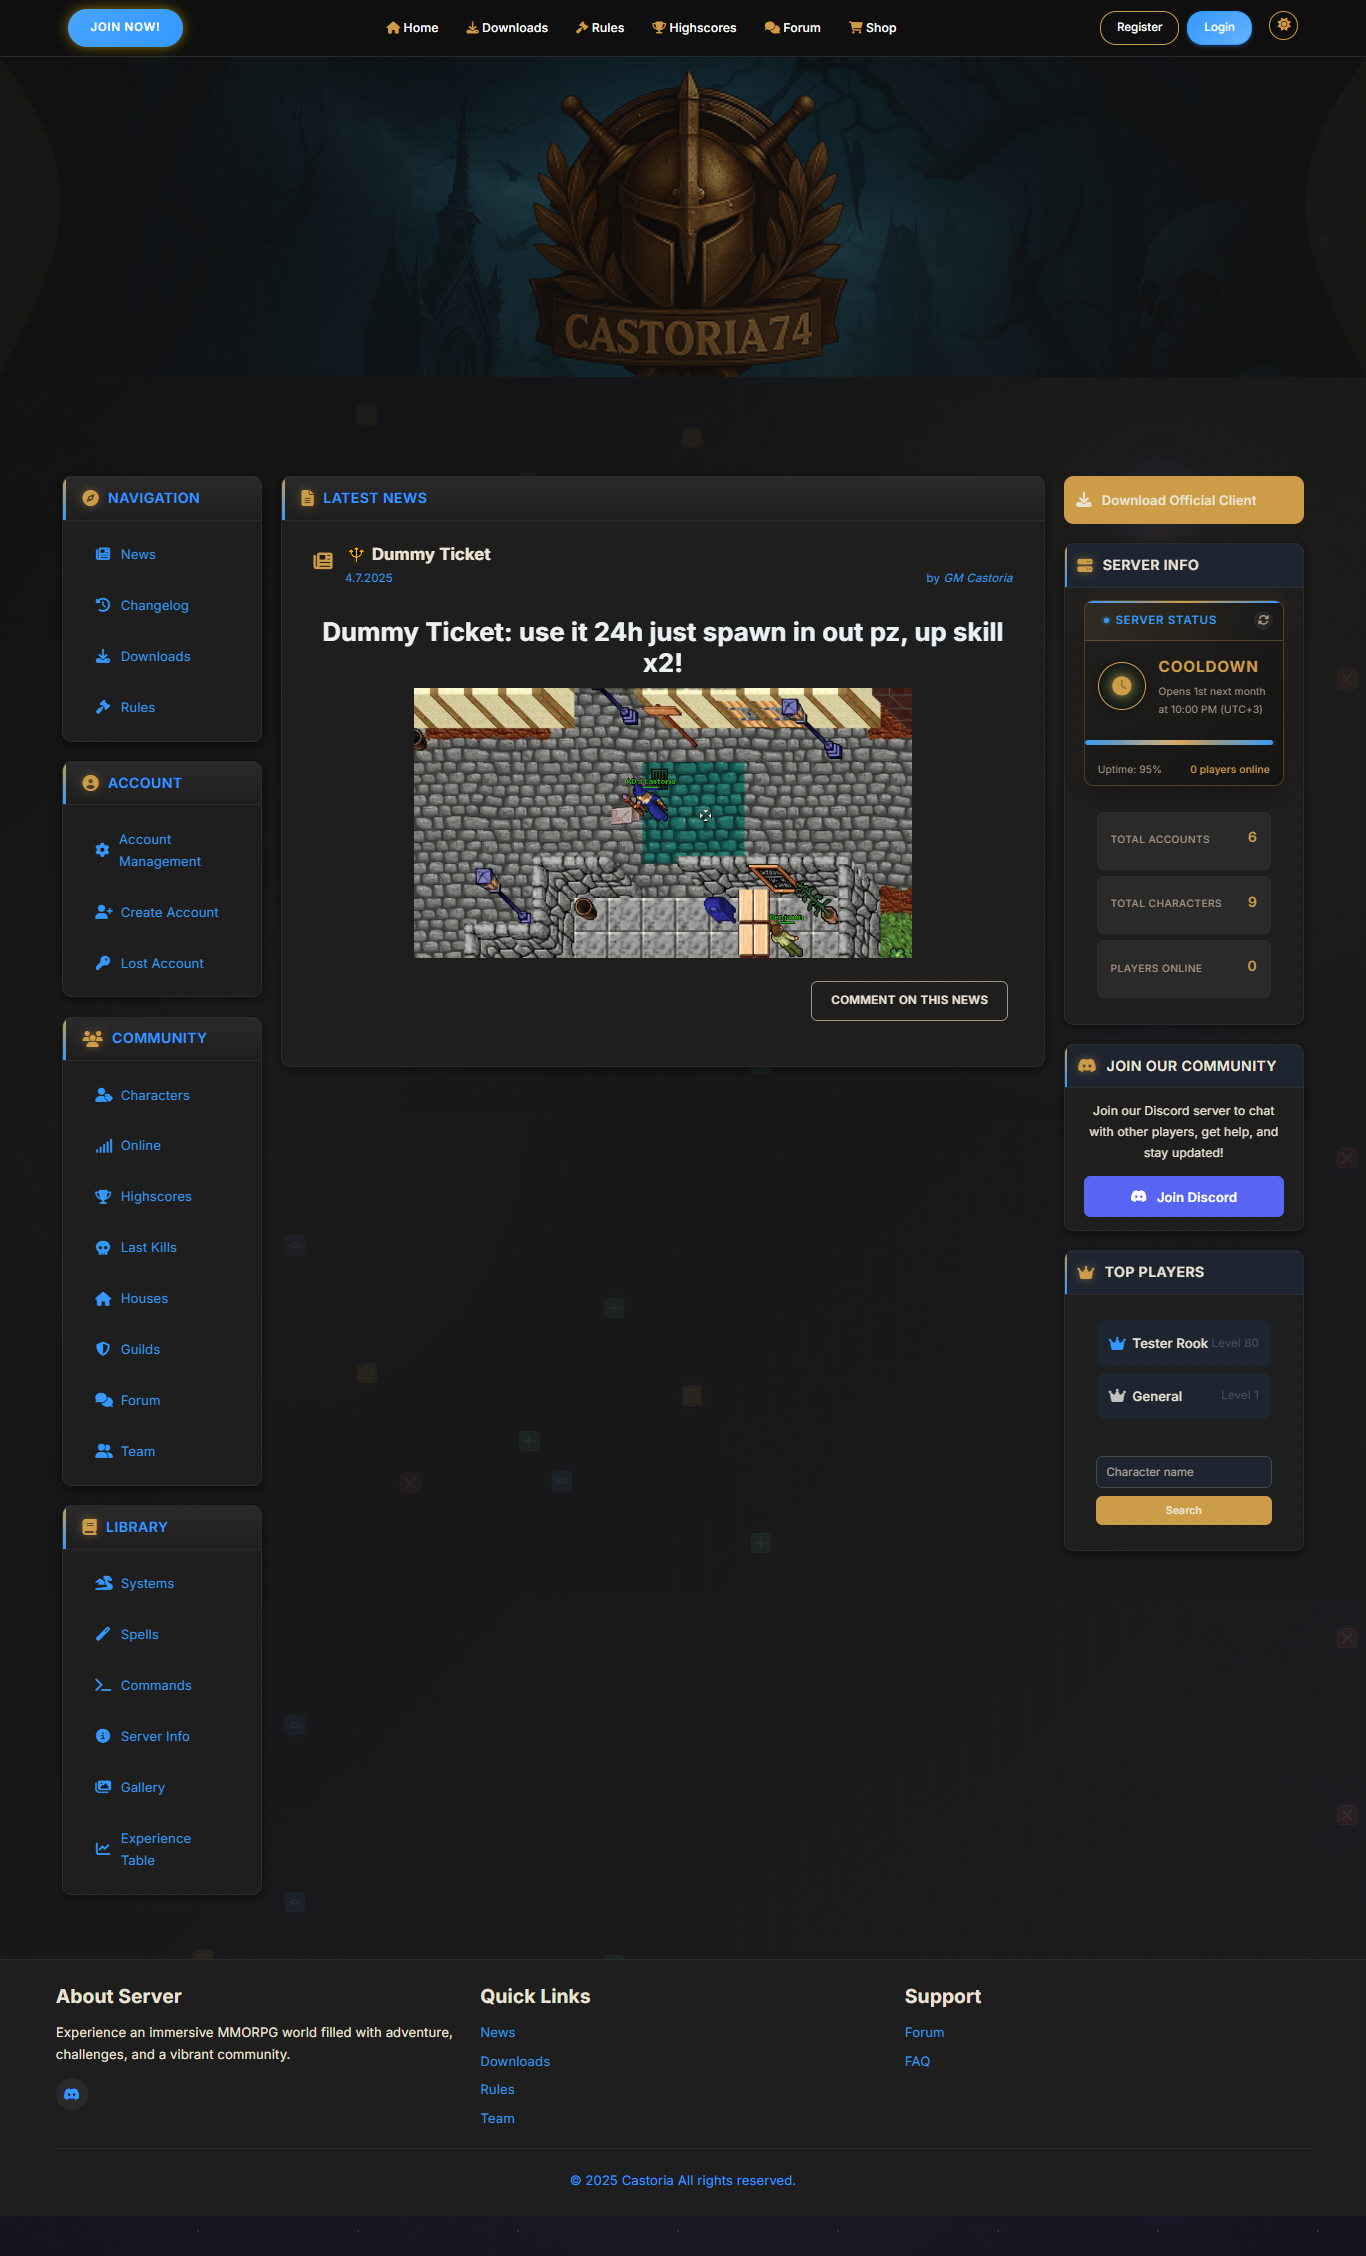 JOIN NOW!
Home
Downloads
Rules
Highscores
Forum
Shop
Register
Login
CASTORIA74
NAVIGATION
News
Changelog
Downloads
Rules
ACCOUNT
Account
Management
Create Account
Lost Account
COMMUNITY
Characters
Online
Highscores
Last Kills
Houses
Guilds
Forum
Team
LIBRARY
Systems
Spells
Commands
Server Info
Gallery
Experience
Table
LATEST NEWS
Dummy Ticket
4.7.2025
by GM Castoria
Dummy Ticket: use it 24h just spawn in out pz, up skill
x2!
Benjamin
COMMENT ON THIS NEWS
Download Official Client
SERVER INFO
SERVER STATUS
COOLDOWN
Opens 1st next month
at 10:00 PM (UTC+3)
Uptime: 95%
0 players online
TOTAL ACCOUNTS 6
TOTAL CHARACTERS 9
PLAYERS ONLINE 0
JOIN OUR COMMUNITY
Join our Discord server to chat
with other players, get help, and
stay updated!
Join Discord
TOP PLAYERS
Tester Rook Level 80
General Level 1
Character name
Search
About Server
Experience an immersive MMORPG world filled with adventure,
challenges, and a vibrant community.
Quick Links
News
Downloads
Rules
Team
Support
Forum
FAQ
© 2025 Castoria All rights reserved.